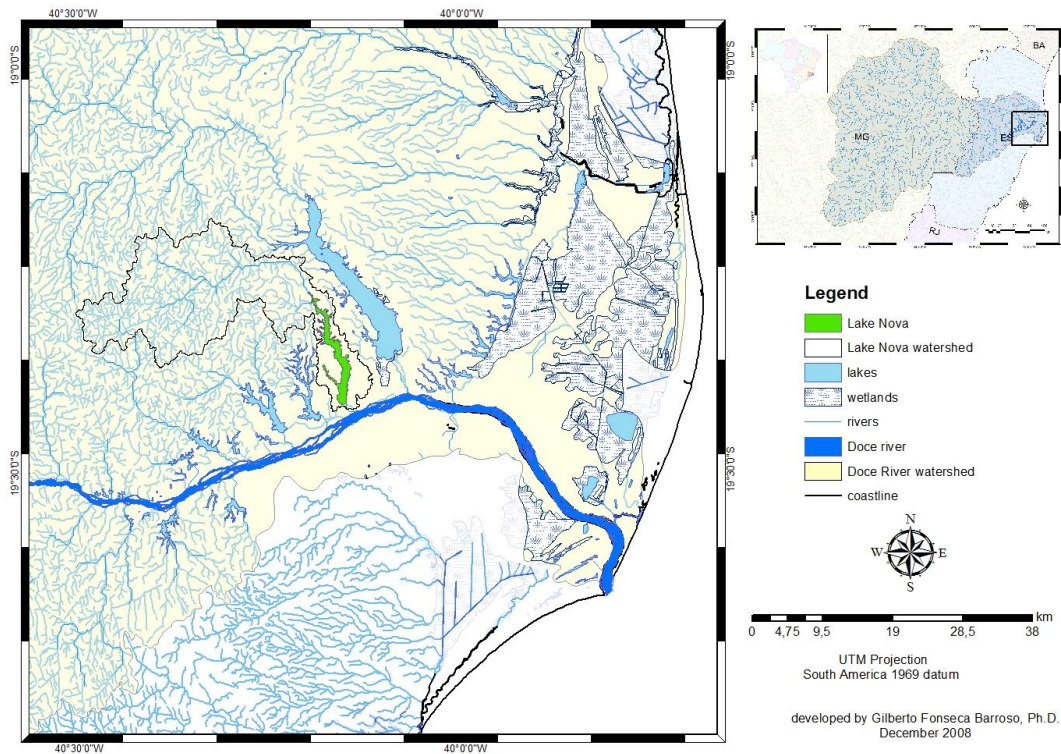 40°30'0"W
40°0'0"W
19°0'0"S
19°0'0"S
19°30'0"S
19°30'0"S
40°30'0"W
40°0'0"W
BA
MG
ES
RJ
Legend
Lake Nova
Lake Nova watershed
lakes
wetlands
rivers
Doce river
Doce River watershed
coastline
N
W E
S
km
0 4,75 9,5 19 28,5 38
UTM Projection
South America 1969 datum
developed by Gilberto Fonseca Barroso, Ph.D.
December 2008